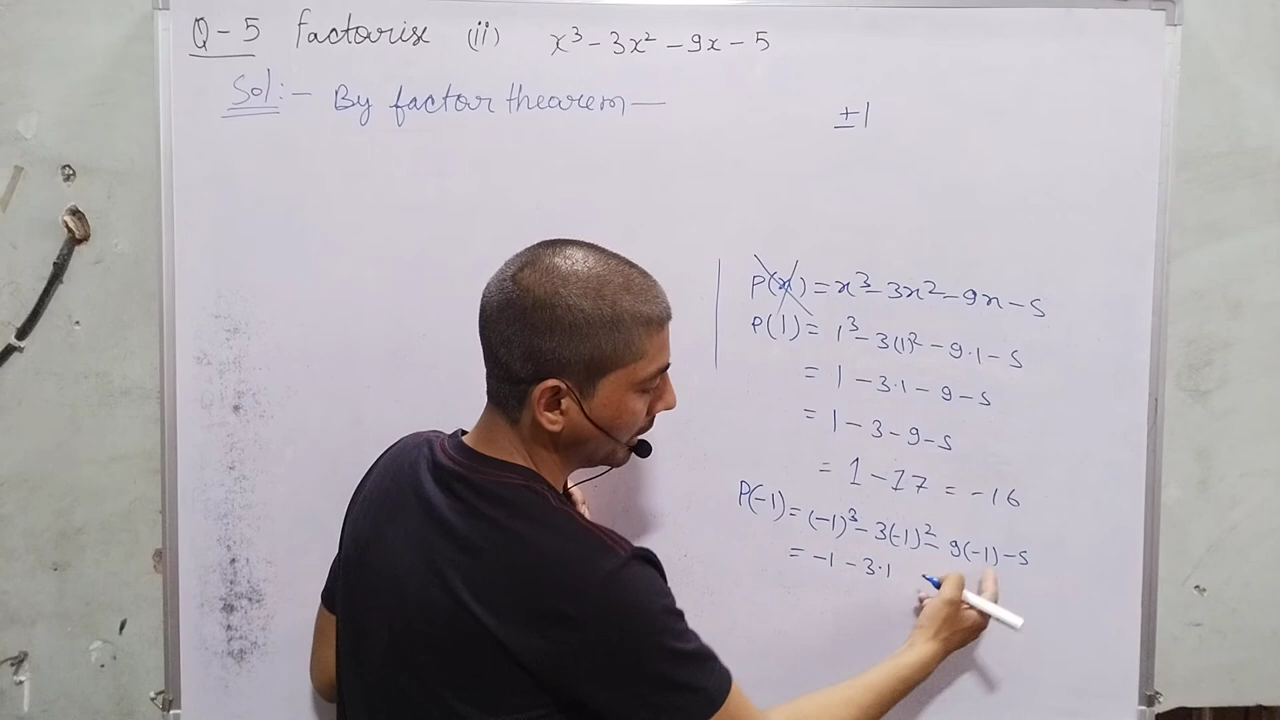 Q-5 Factorise (ii) x³ - 3x² - 9x - 5
Sol:- By factor thearem —
±1
P(x) = x³ - 3x² - 9x - 5
P(1) = 1³ - 3(1)² - 9·1 - 5
= 1 - 3·1 - 9 - 5
= 1 - 3 - 9 - 5
= 1 - 17 = -16
P(-1) = (-1)³ - 3(-1)² - 9(-1) - 5
= -1 - 3·1